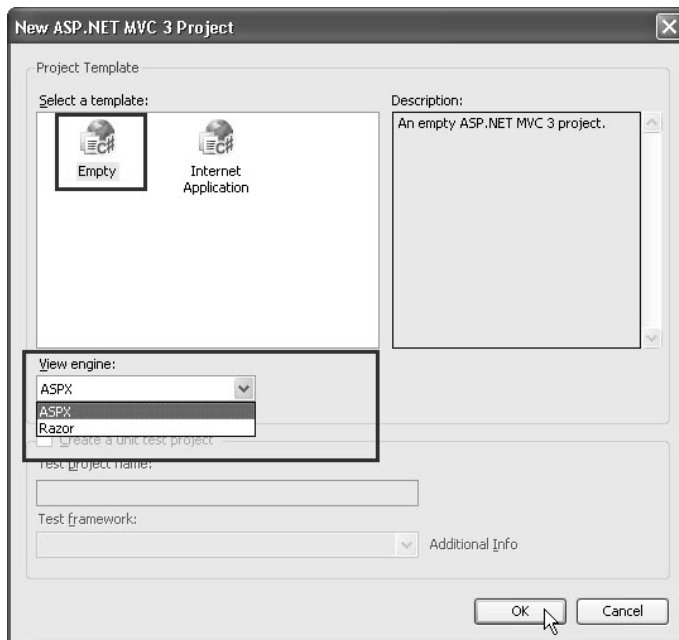 New ASP.NET MVC 3 Project
Project Template
Select a template:
Description:
Empty
Internet
Application
An empty ASP.NET MVC 3 project.
View engine:
ASPX
ASPX
Razor
Create a unit test project
Test project name:
Test framework:
Additional Info
OK
Cancel